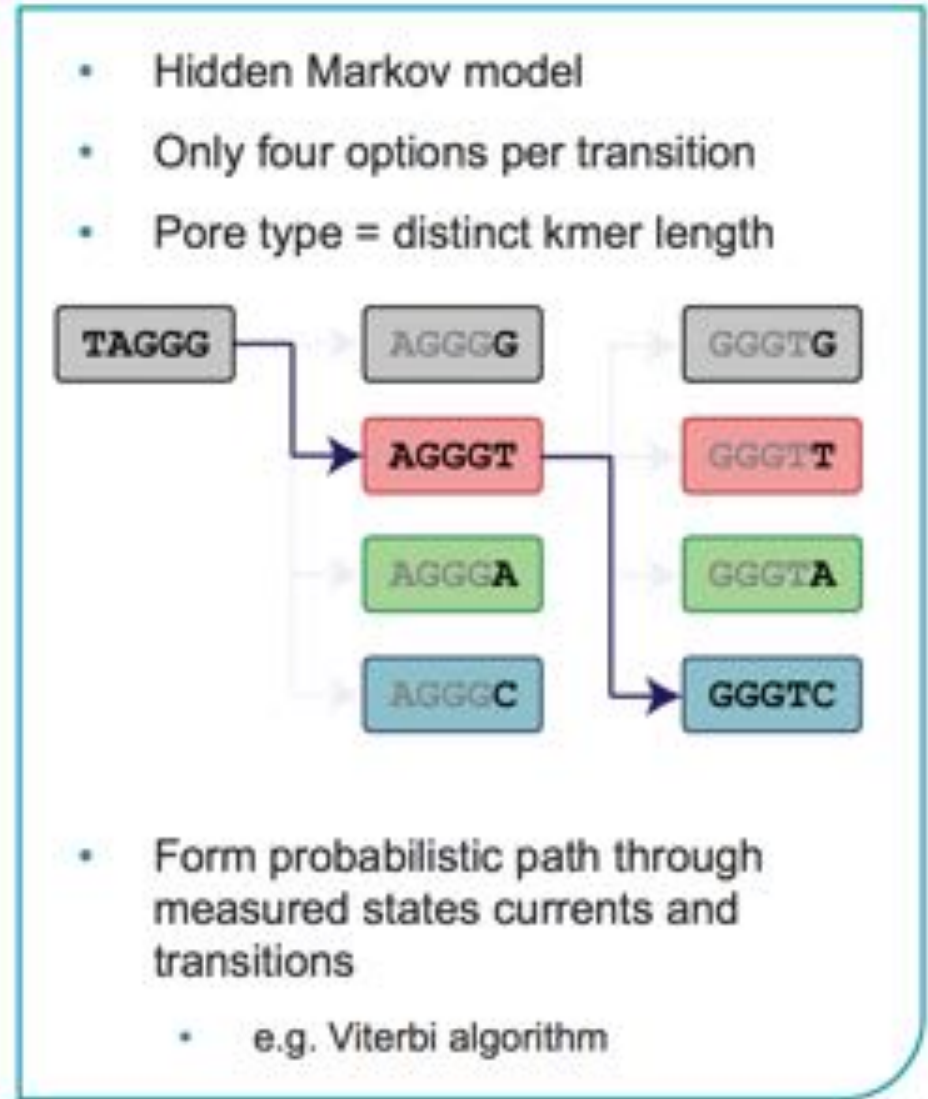 • Hidden Markov model
• Only four options per transition
• Pore type = distinct kmer length
TAGGG AGGGG GGGTG
AGGGT GGGTT
AGGGA GGGTA
AGGGC GGGTC
• Form probabilistic path through
measured states currents and
transitions
• e.g. Viterbi algorithm